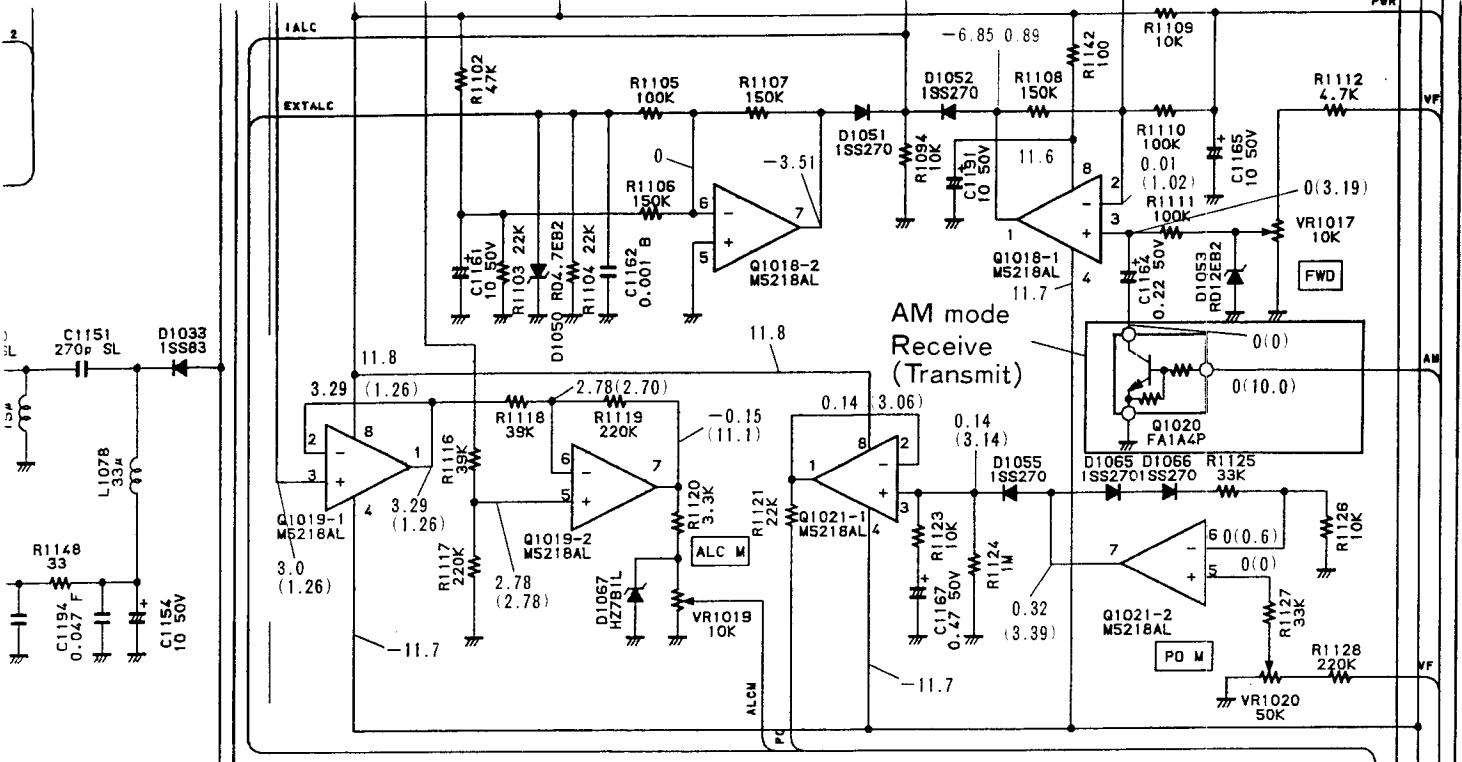 PWR
2
IALC
R1102
47K
-6.85 0.89
R1142
100
R1109
10K
EXTALC
R1105
100K
R1107
150K
D1051
1SS270
D1052
1SS270
R1108
150K
R1110
100K
R1112
4.7K
VF
R1094
10K
C1191
10 50V
11.6
C1165
10 50V
0
-3.51
R1106
150K
0.01
(1.02)
0(3.19)
R1111
100K
VR1017
10K
6
5
7
Q1018-2
M5218AL
8
2
3
1
4
Q1018-1
M5218AL
11.7
C1161
10 50V
R1103 22K
D1050 RD4.7EB2
R1104 22K
C1162
0.001 B
C1164
0.22 50V
D1053
RD12EB2
FWD
AM mode
Receive
(Transmit)
0(0)
0(10.0)
AM
Q1020
FA1A4P
SL
C1151
270p SL
D1033
1SS83
11.8
11.8
3.29 (1.26)
2.78(2.70)
R1118
39K
R1119
220K
-0.15
(11.1)
0.14 (3.06)
0.14
(3.14)
L1078
33μ
2
3
8
1
4
Q1019-1
M5218AL
3.29
(1.26)
3.0
(1.26)
R1116
39K
R1117
220K
6
5
7
Q1019-2
M5218AL
2.78
(2.78)
R1120
3.3K
ALC M
D1067
HZ7B1L
VR1019
10K
R1121
22K
1
8
2
3
4
Q1021-1
M5218AL
R1123
10K
C1167
0.47 50V
R1124
1M
D1055
1SS270
D1065
1SS270
D1066
1SS270
R1125
33K
R1126
10K
7
6
5
0(0.6)
0(0)
Q1021-2
M5218AL
0.32
(3.39)
R1127
33K
PO M
R1128
220K
VF
VR1020
50K
R1148
33
C1194
0.047 F
C1154
10 50V
-11.7
-11.7
ALCM
PO